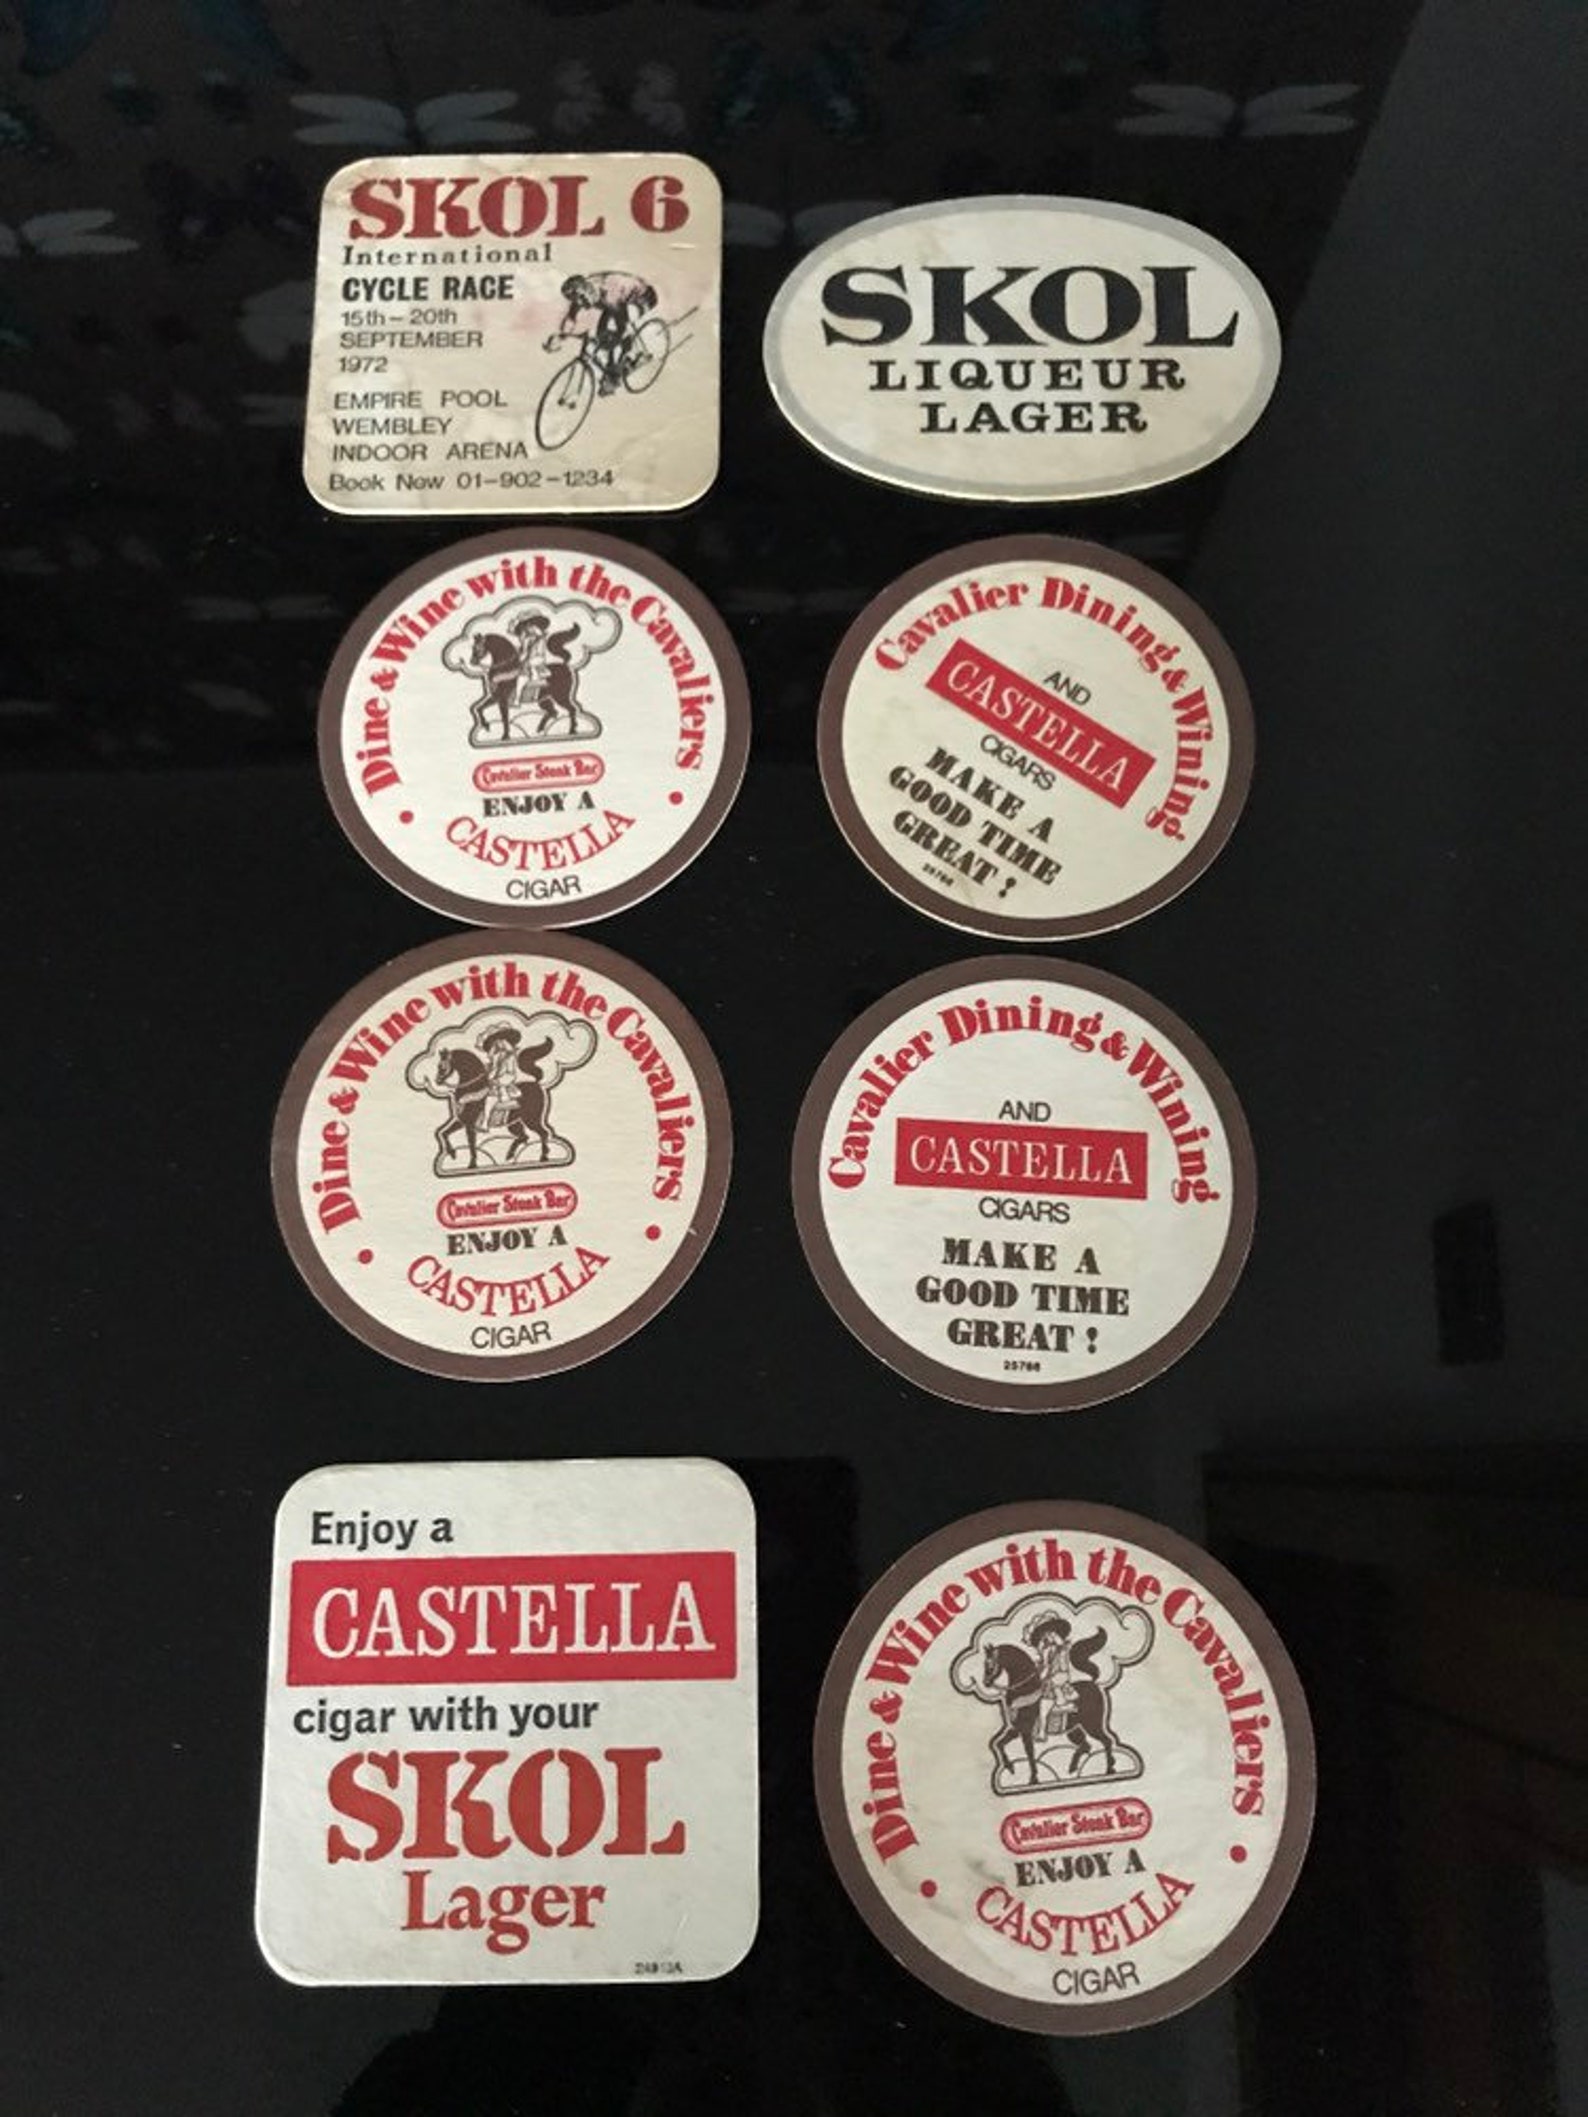 SKOL 6
International
CYCLE RACE
15th - 20th
SEPTEMBER
1972
EMPIRE POOL
WEMBLEY
INDOOR ARENA
Book Now 01-902-1234
SKOL
LIQUEUR
LAGER
Dine & Wine with the Cavaliers
Cavalier Steak Bar
ENJOY A
CASTELLA
CIGAR
Cavalier Dining & Wining
AND
CASTELLA
CIGARS
MAKE A
GOOD TIME
GREAT !
25766
Dine & Wine with the Cavaliers
Cavalier Steak Bar
ENJOY A
CASTELLA
CIGAR
Cavalier Dining & Wining
AND
CASTELLA
CIGARS
MAKE A
GOOD TIME
GREAT !
25766
Enjoy a
CASTELLA
cigar with your
SKOL
Lager
Dine & Wine with the Cavaliers
Cavalier Steak Bar
ENJOY A
CASTELLA
CIGAR